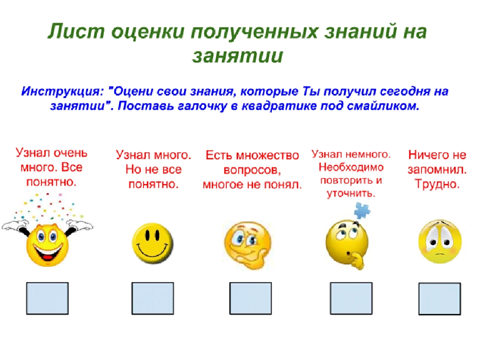 Лист оценки полученных знаний на
занятии
Инструкция: "Оцени свои знания, которые Ты получил сегодня на
занятии". Поставь галочку в квадратике под смайликом.
Узнал очень
много. Все
понятно.
Узнал много.
Но не все
понятно.
Есть множество
вопросов,
многое не понял.
Узнал немного.
Необходимо
повторить и
уточнить.
Ничего не
запомнил.
Трудно.